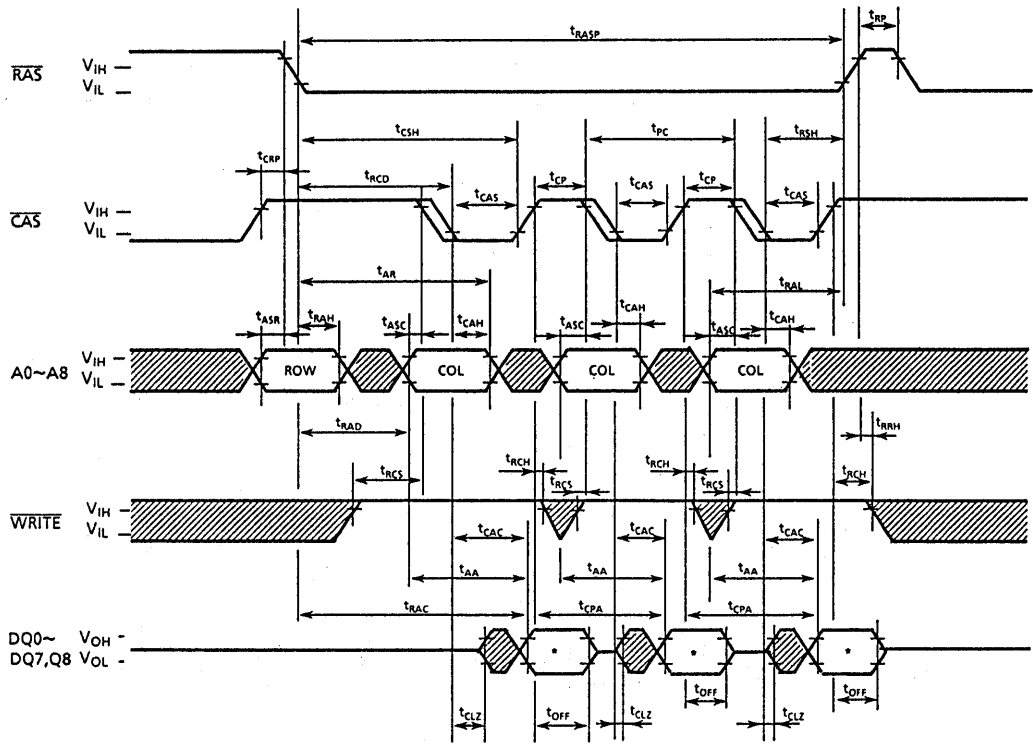 tRP
tRASP
RAS VIH
VIL
tCSH tPC tRSH
tCRP
tRCD tCAS tCP tCAS tCP tCAS
CAS VIH
VIL
tAR tRAL
tASR tRAH tASC tCAH tASC tCAH tASC tCAH
A0~A8 VIH
VIL
ROW COL COL COL
tRAD tRRH
tRCS tRCH tRCS tRCH tRCS tRCH
WRITE VIH
VIL
tCAC tCAC tCAC
tAA tAA tAA
tRAC tCPA tCPA
DQ0~ VOH
DQ7,Q8 VOL
* * *
tCLZ tOFF tCLZ tOFF tCLZ tOFF